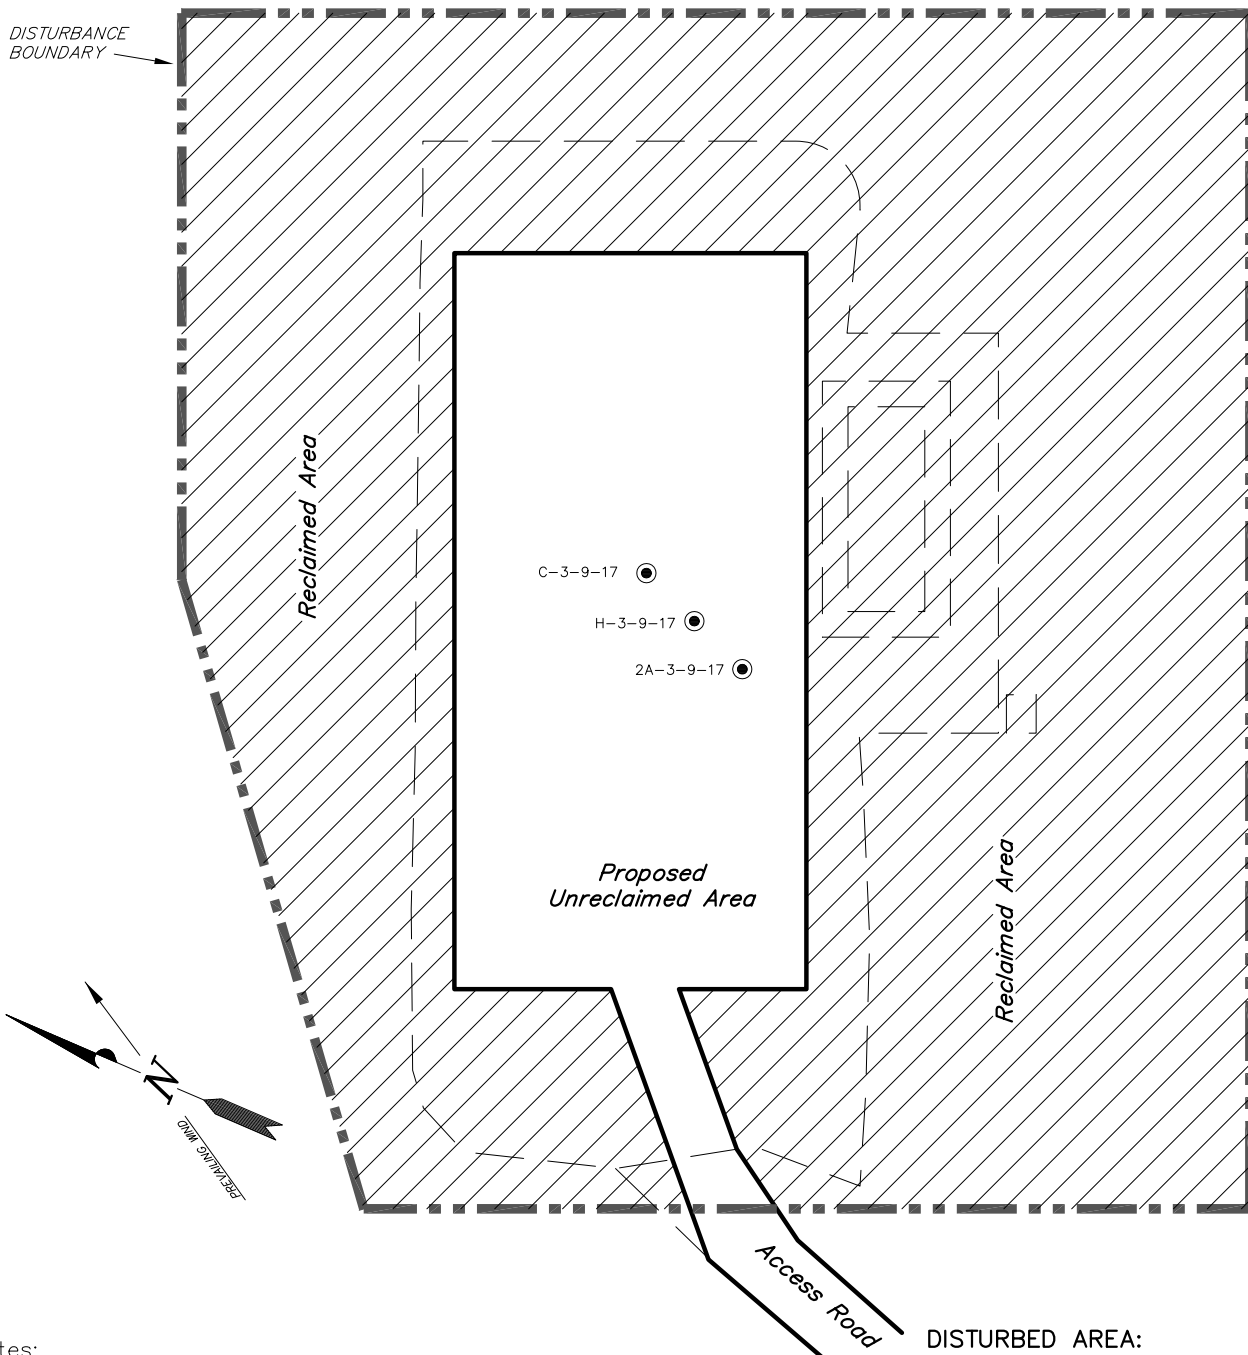 DISTURBANCE
BOUNDARY
Reclaimed Area
C-3-9-17
H-3-9-17
2A-3-9-17
Proposed
Unreclaimed Area
Reclaimed Area
N
PREVAILING WIND
Access Road
DISTURBED AREA: